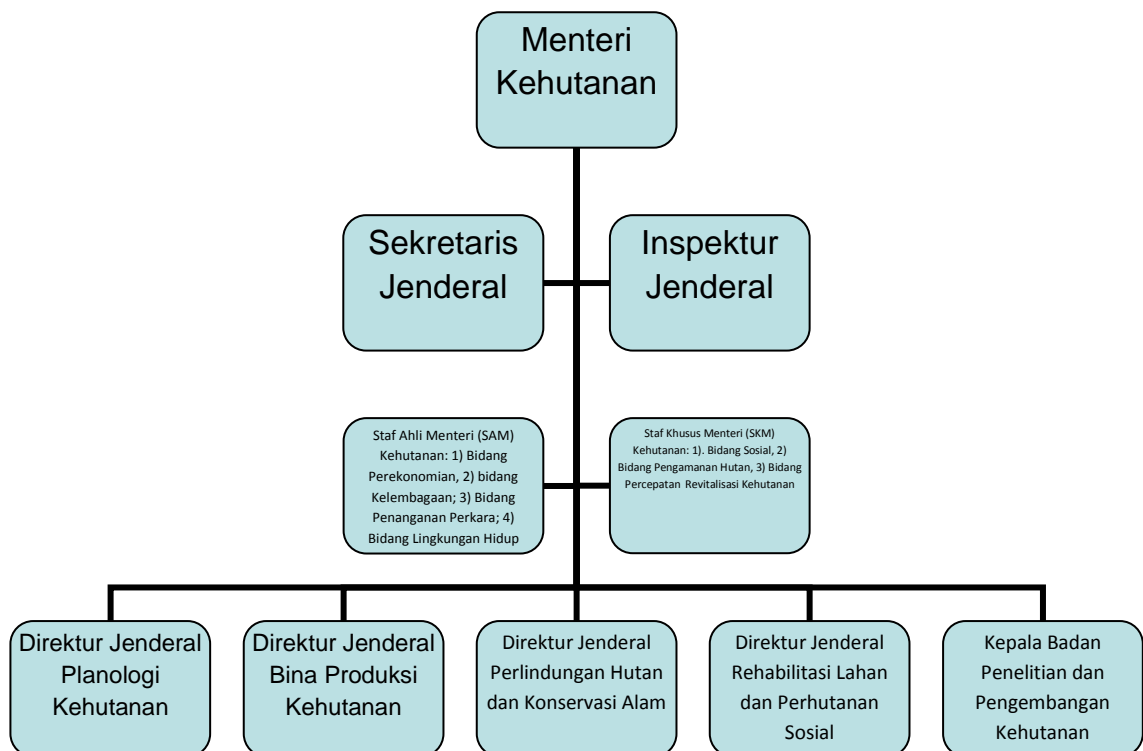 Menteri
Kehutanan
Sekretaris
Jenderal
Inspektur
Jenderal
Staf Ahli Menteri (SAM)
Kehutanan: 1) Bidang
Perekonomian, 2) bidang
Kelembagaan; 3) Bidang
Penanganan Perkara; 4)
Bidang Lingkungan Hidup
Staf Khusus Menteri (SKM)
Kehutanan: 1). Bidang Sosial, 2)
Bidang Pengamanan Hutan, 3) Bidang
Percepatan Revitalisasi Kehutanan
Direktur Jenderal
Planologi
Kehutanan
Direktur Jenderal
Bina Produksi
Kehutanan
Direktur Jenderal
Perlindungan Hutan
dan Konservasi Alam
Direktur Jenderal
Rehabilitasi Lahan
dan Perhutanan
Sosial
Kepala Badan
Penelitian dan
Pengembangan
Kehutanan